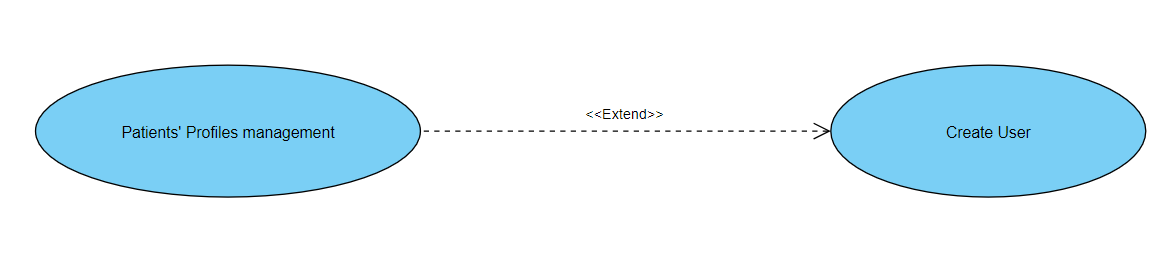 <<Extend>>
Patients' Profiles management
Create User